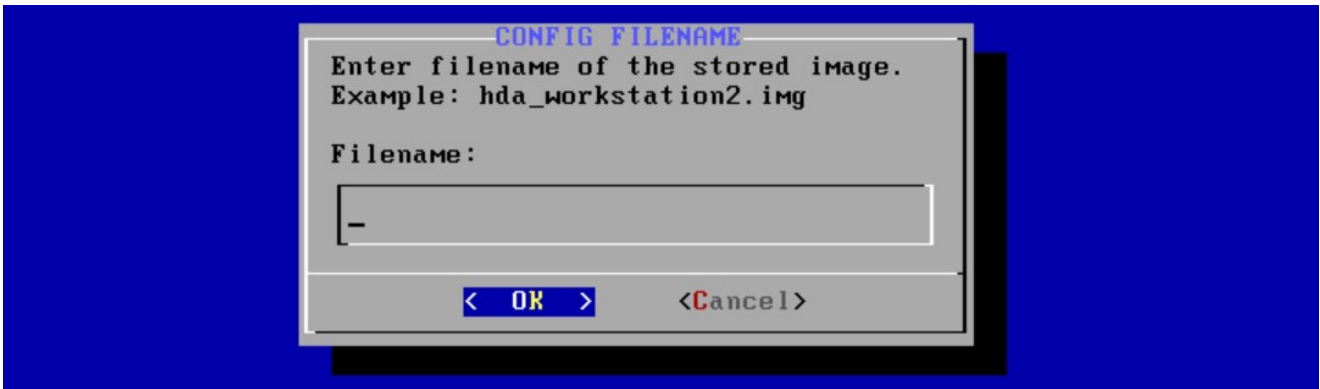 CONFIG FILENAME
Enter filename of the stored image.
Example: hda_workstation2.img
Filename:
< OK > <Cancel>